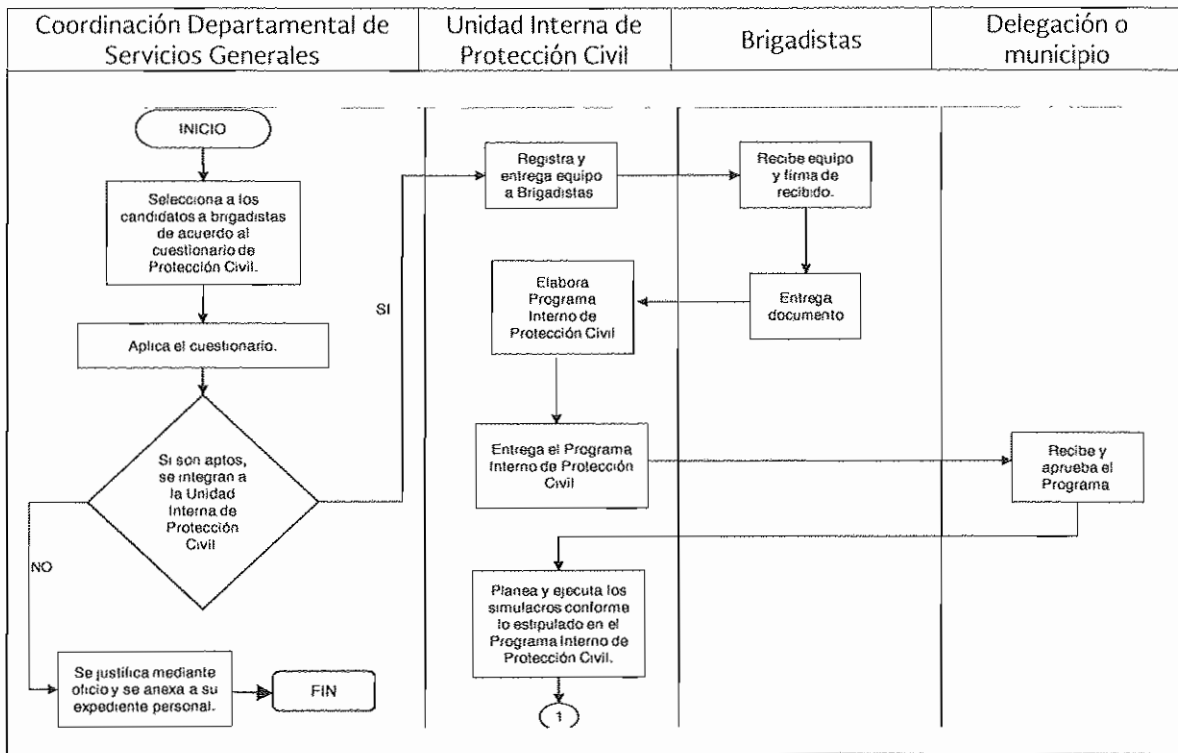 Coordinación Departamental de
Servicios Generales
Unidad Interna de
Protección Civil
Brigadistas
Delegación o
municipio
INICIO
Selecciona a los
candidatos a brigadistas
de acuerdo al
cuestionario de
Protección Civil.
Aplica el cuestionario.
Si son aptos,
se integran a
la Unidad
Interna de
Protección
Civil
NO
Se justifica mediante
oficio y se anexa a su
expediente personal.
FIN
SI
Registra y
entrega equipo
a Brigadistas
Recibe equipo
y firma de
recibido.
Entrega
documento
Elabora
Programa
Interno de
Protección Civil
Entrega el Programa
Interno de Protección
Civil
Recibe y
aprueba el
Programa
Planea y ejecuta los
simulacros conforme
lo estipulado en el
Programa Interno de
Protección Civil.
1